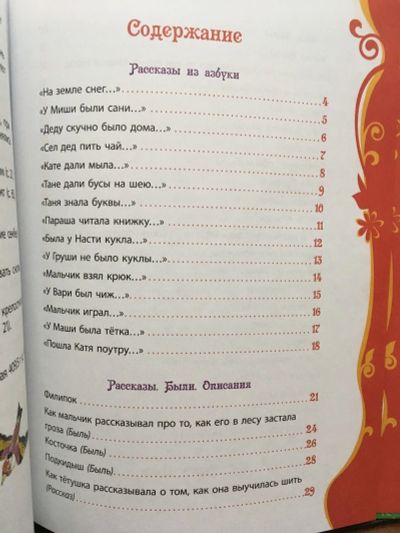 Содержание
Рассказы из азбуки
«На земле снег...» 4
«У Миши были сани...» 5
«Деду скучно было дома...» 6
«Сел дед пить чай...» 7
«Кате дали мыла...» 8
«Тане дали бусы на шею...» 9
«Таня знала буквы...» 10
«Параша читала книжку...» 11
«Была у Насти кукла...» 12
«У Груши не было куклы...» 13
«Мальчик взял крюк...» 14
«У Вари был чиж...» 15
«Мальчик играл...» 16
«У Маши была тётка...» 17
«Пошла Катя поутру...» 18
Рассказы. Были. Описания
Филипок 21
Как мальчик рассказывал про то, как его в лесу застала
гроза (Быль) 24
Косточка (Быль) 26
Подкидыш (Быль) 28
Как тётушка рассказывала о том, как она выучилась шить
(Рассказ) 29